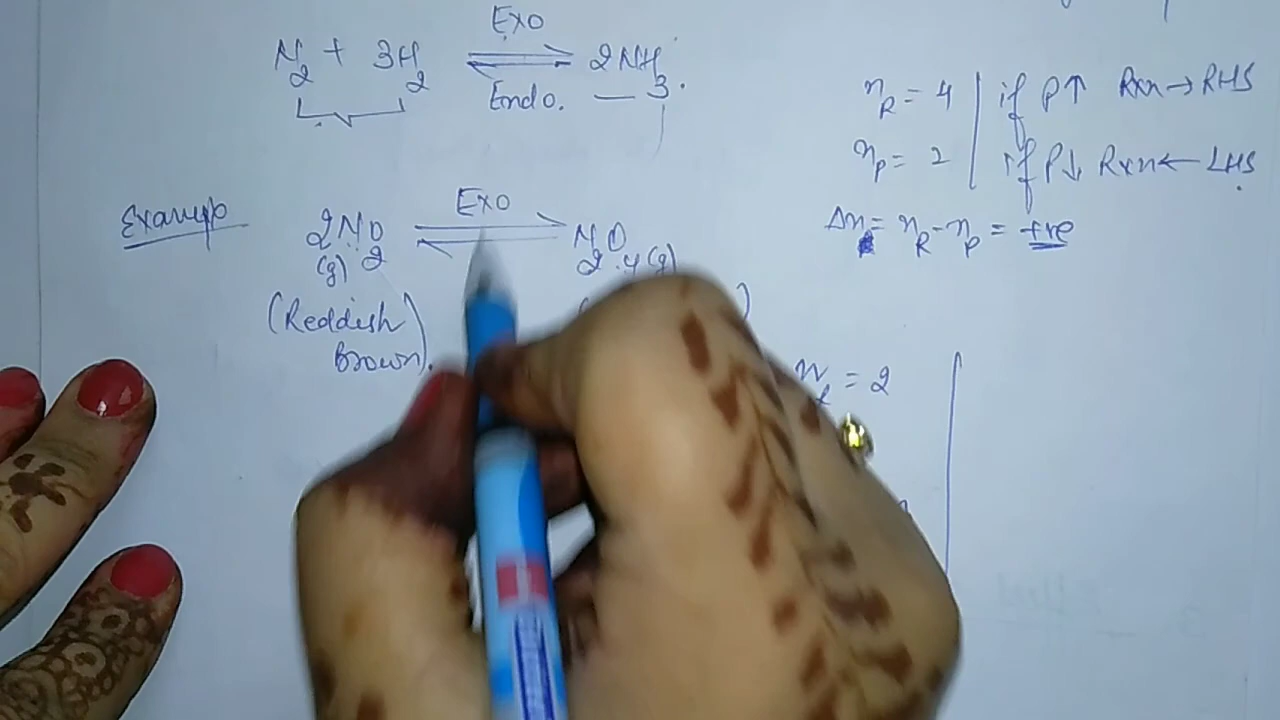 Exo
N2 + 3H2 ⇌ 2NH3.
Endo.
nR = 4 | if P↑ Rxn → RHS
nP = 2 | if P↓ Rxn ← LHS
Δn = nR - nP = +ve
Example
Exo
2NO2 (g) ⇌ N2O4 (g)
(Reddish
Brown).
= 2